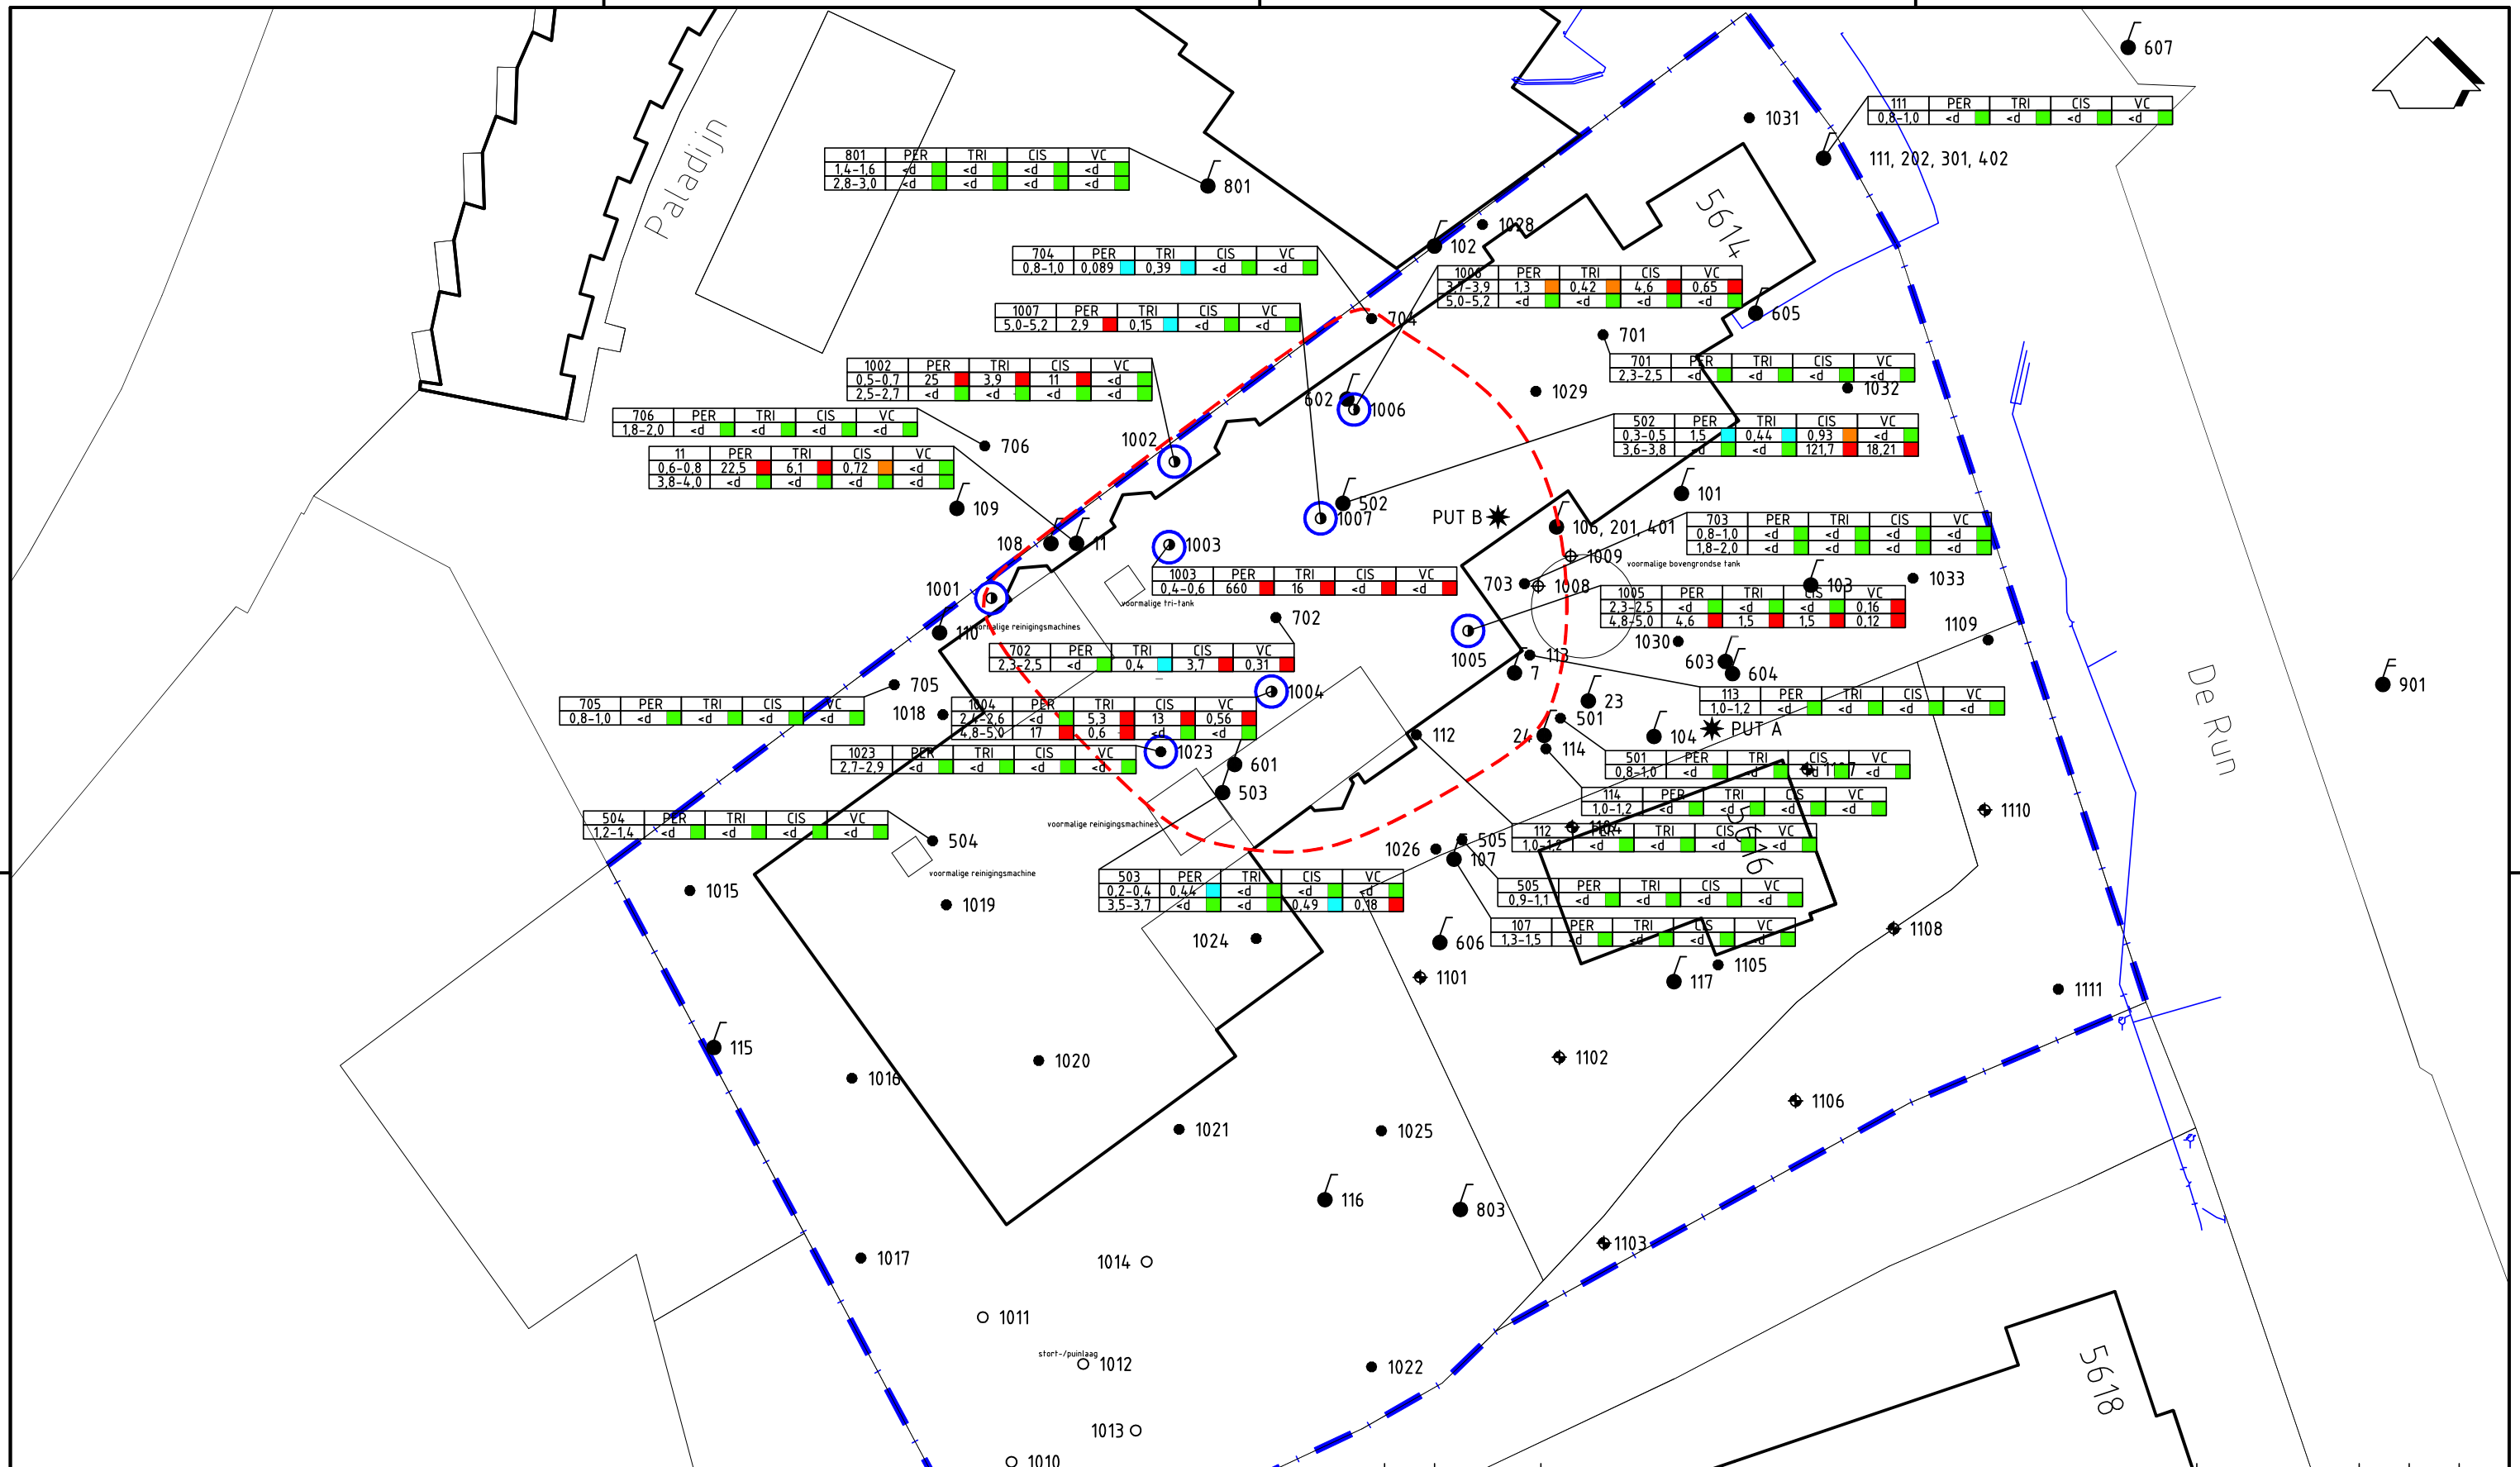 607
111 PER TRI CIS VC
0,8-1,0 <d <d <d <d
1031
111, 202, 301, 402
801 PER TRI CIS VC
1,4-1,6 <d <d <d <d
2,8-3,0 <d <d <d <d
801
Paladijn
5614
1028
102
704 PER TRI CIS VC
0,8-1,0 0,089 0,39 <d <d
1006 PER TRI CIS VC
3,7-3,9 1,3 0,42 4,6 0,65
5,0-5,2 <d <d <d <d
1007 PER TRI CIS VC
5,0-5,2 2,9 0,15 <d <d
704
605
701
701 PER TRI CIS VC
2,3-2,5 <d <d <d <d
1002 PER TRI CIS VC
0,5-0,7 25 3,9 11 <d
2,5-2,7 <d <d <d <d
1029
1032
602
1006
706 PER TRI CIS VC
1,8-2,0 <d <d <d <d
706
1002
502 PER TRI CIS VC
0,3-0,5 1,5 0,44 0,93 <d
3,6-3,8 <d <d 121,7 18,21
11 PER TRI CIS VC
0,6-0,8 22,5 6,1 0,72 <d
3,8-4,0 <d <d <d <d
109
101
502
1007
PUT B
106, 201, 401
703 PER TRI CIS VC
0,8-1,0 <d <d <d <d
1,8-2,0 <d <d <d <d
108
11
1003
1009
voormalige bovengrondse tank
1003 PER TRI CIS VC
0,4-0,6 660 16 <d <d
703
1008
103
1033
1001
voormalige tri-tank
1005 PER TRI CIS VC
2,3-2,5 <d <d <d 0,16
4,8-5,0 4,6 1,5 1,5 0,12
702
110
voormalige reinigingsmachines
1109
1030
1005
113
603
604
7
702 PER TRI CIS VC
2,3-2,5 <d 0,4 3,7 0,31
705
1004
901
De Run
113 PER TRI CIS VC
1,0-1,2 <d <d <d <d
705 PER TRI CIS VC
0,8-1,0 <d <d <d <d
1018
1004 PER TRI CIS VC
2,4-2,6 <d 5,3 13 0,56
4,8-5,0 17 0,6 <d <d
23
501
24
112
104
PUT A
114
1023 PER TRI CIS VC
2,7-2,9 <d <d <d <d
1023
601
501 PER TRI CIS VC
0,8-1,0 <d <d <d <d
1107
503
114 PER TRI CIS VC
1,0-1,2 <d <d <d <d
1110
504 PER TRI CIS VC
1,2-1,4 <d <d <d <d
voormalige reinigingsmachines
504
112 PER TRI CIS VC
1,0-1,2 <d <d <d <d
1104
5616
505
1026
107
voormalige reinigingsmachine
503 PER TRI CIS VC
0,2-0,4 0,44 <d <d <d
3,5-3,7 <d <d 0,49 0,18
505 PER TRI CIS VC
0,9-1,1 <d <d <d <d
1015
1019
107 PER TRI CIS VC
1,3-1,5 <d <d <d <d
1108
1024
606
1105
1101
117
1111
115
1020
1102
1016
1106
1021
1025
116
803
1103
1017
1014
1011
stort-/puinlaag
1012
1022
5618
1013
1010